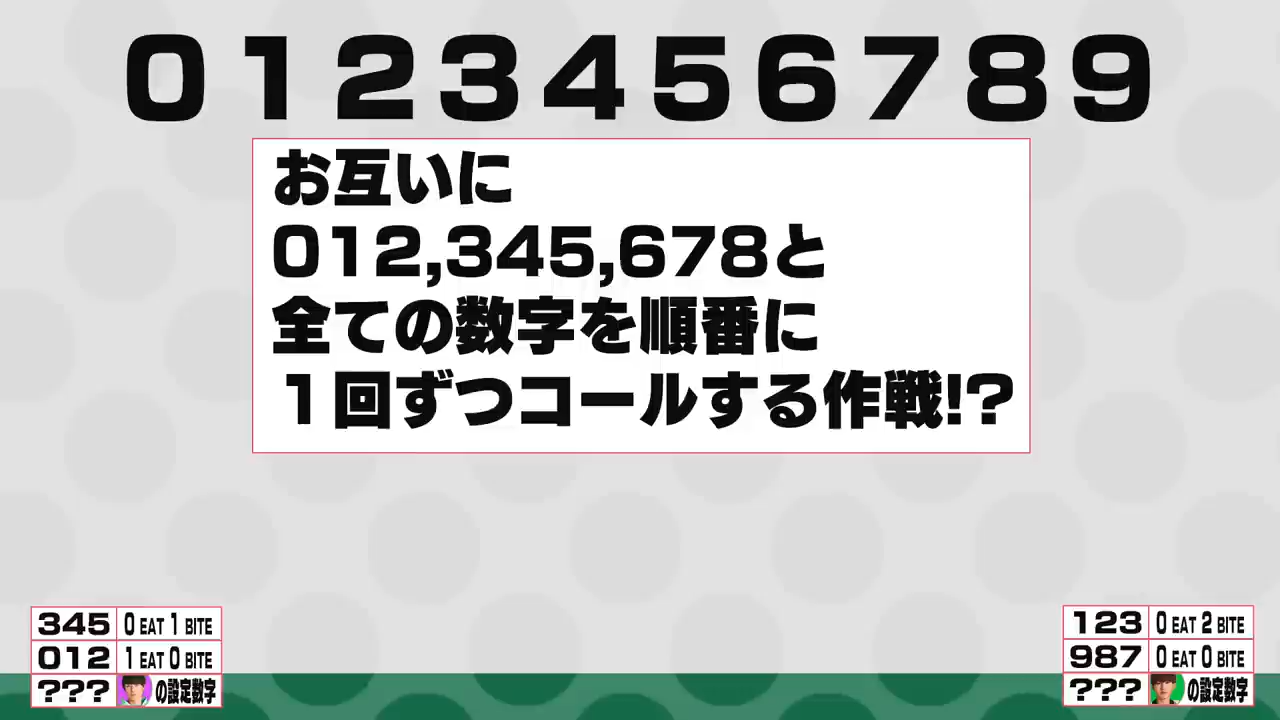 0123456789
お互いに
012,345,678と
全ての数字を順番に
１回ずつコールする作戦!?
345 0 EAT 1 BITE
012 1 EAT 0 BITE
??? の設定数字
123 0 EAT 2 BITE
987 0 EAT 0 BITE
??? の設定数字